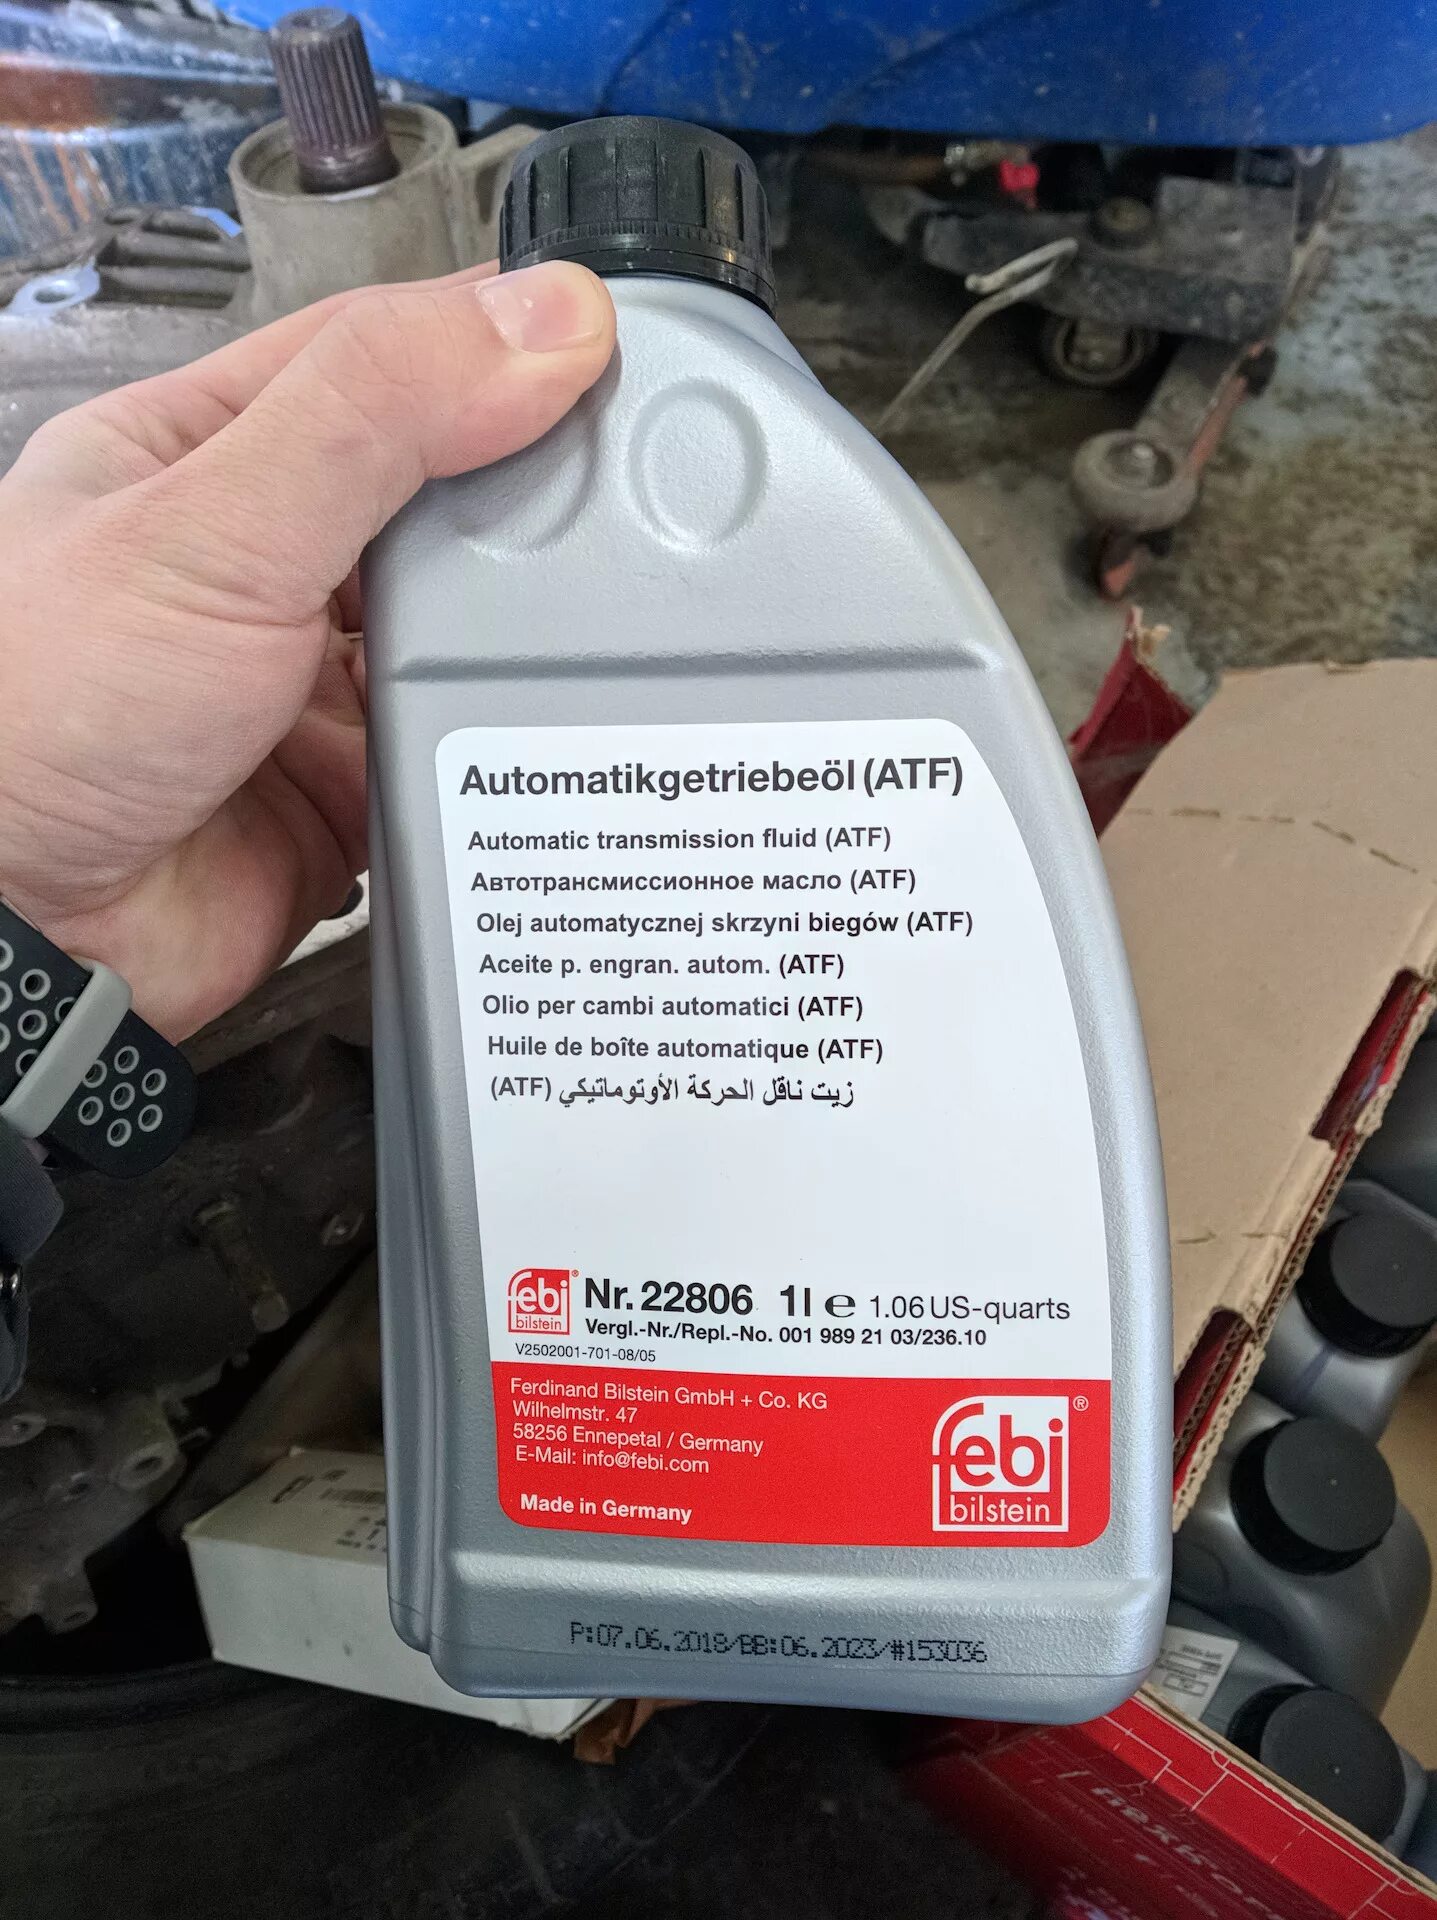 Automatikgetriebeöl (ATF)
Automatic transmission fluid (ATF)
Автотрансмиссионное масло (ATF)
Olej automatycznej skrzyni biegów (ATF)
Aceite p. engran. autom. (ATF)
Olio per cambi automatici (ATF)
Huile de boîte automatique (ATF)
زيت ناقل الحركة الأوتوماتيكي (ATF)
febi® Nr. 22806 1l ℮ 1.06 US-quarts
bilstein Vergl.-Nr./Repl.-No. 001 989 21 03/236.10
V2502001-701-08/05
Ferdinand Bilstein GmbH + Co. KG
Wilhelmstr. 47
58256 Ennepetal / Germany
E-Mail: info@febi.com
Made in Germany
febi®
bilstein
P:07.06.2018/BB:06.2023/#153036